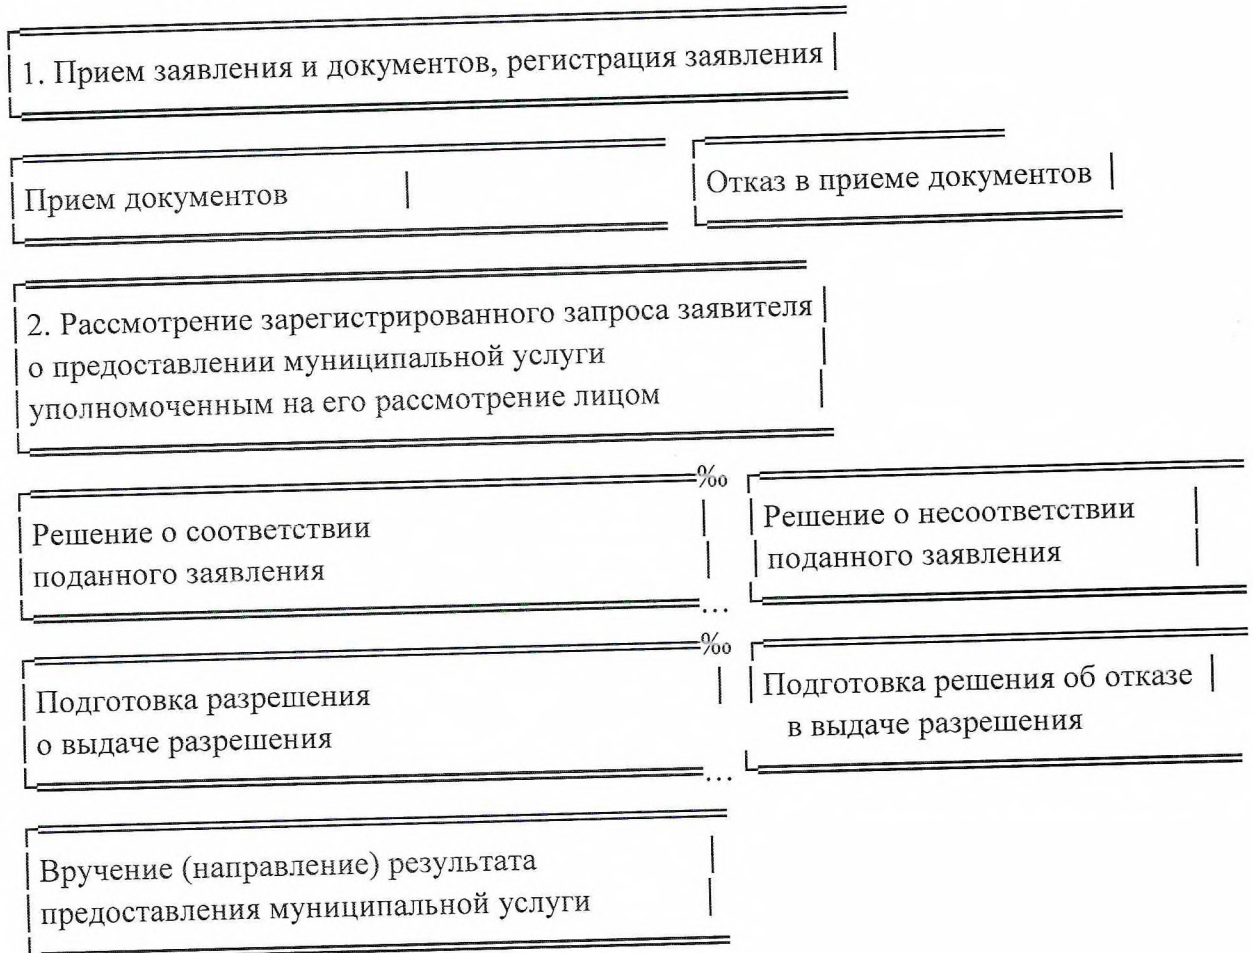 1. Прием заявления и документов, регистрация заявления
Прием документов
Отказ в приеме документов
2. Рассмотрение зарегистрированного запроса заявителя
о предоставлении муниципальной услуги
уполномоченным на его рассмотрение лицом
‰
Решение о соответствии
поданного заявления
...
Решение о несоответствии
поданного заявления
‰
Подготовка разрешения
о выдаче разрешения
...
Подготовка решения об отказе
в выдаче разрешения
Вручение (направление) результата
предоставления муниципальной услуги